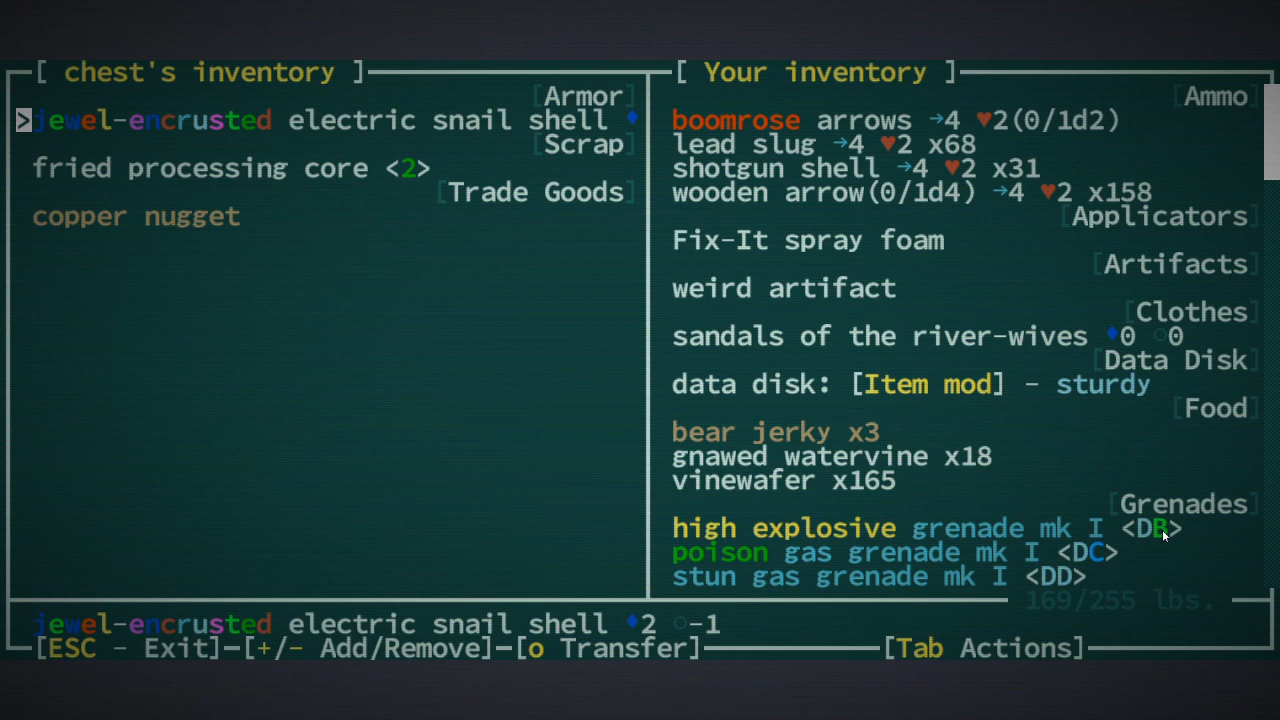 [ chest's inventory ]
[Armor]
>jewel-encrusted electric snail shell ♦
[Scrap]
fried processing core <2>
[Trade Goods]
copper nugget
[ Your inventory ]
[Ammo]
boomrose arrows →4 ♥2(0/1d2)
lead slug →4 ♥2 x68
shotgun shell →4 ♥2 x31
wooden arrow(0/1d4) →4 ♥2 x158
[Applicators]
Fix-It spray foam
[Artifacts]
weird artifact
[Clothes]
sandals of the river-wives ♦0 ○0
[Data Disk]
data disk: [Item mod] - sturdy
[Food]
bear jerky x3
gnawed watervine x18
vinewafer x165
[Grenades]
high explosive grenade mk I <DB>
poison gas grenade mk I <DC>
stun gas grenade mk I <DD>
169/255 lbs.
jewel-encrusted electric snail shell ♦2 ○-1
[ESC - Exit]-[+/- Add/Remove]-[o Transfer] [Tab Actions]